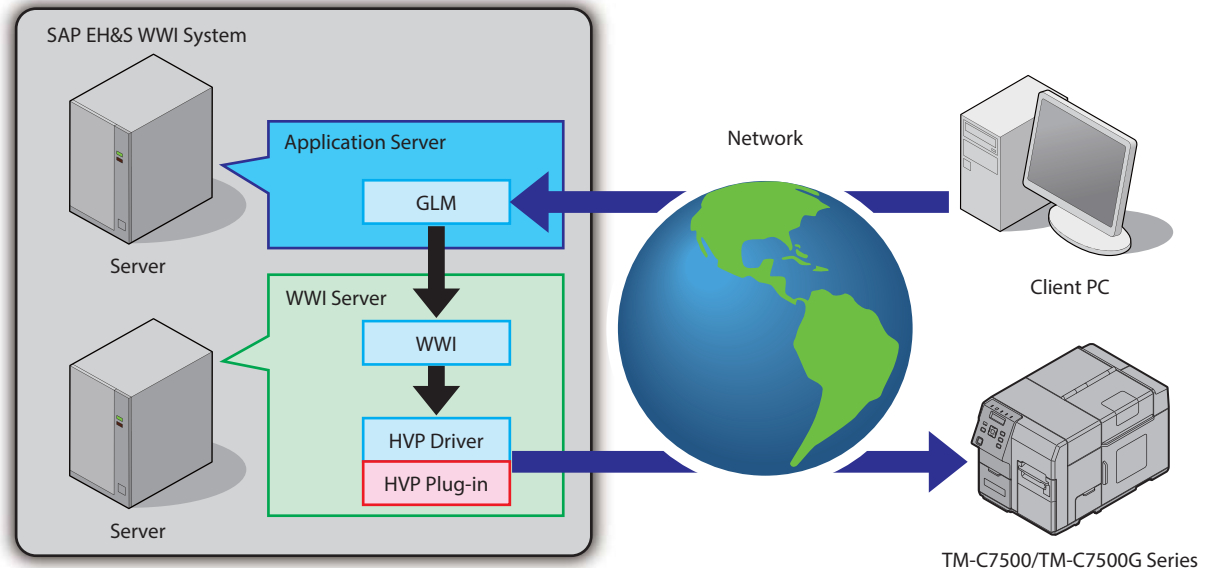 SAP EH&S WWI System
Application Server
GLM
Server
WWI Server
WWI
HVP Driver
HVP Plug-in
Server
Network
Client PC
TM-C7500/TM-C7500G Series